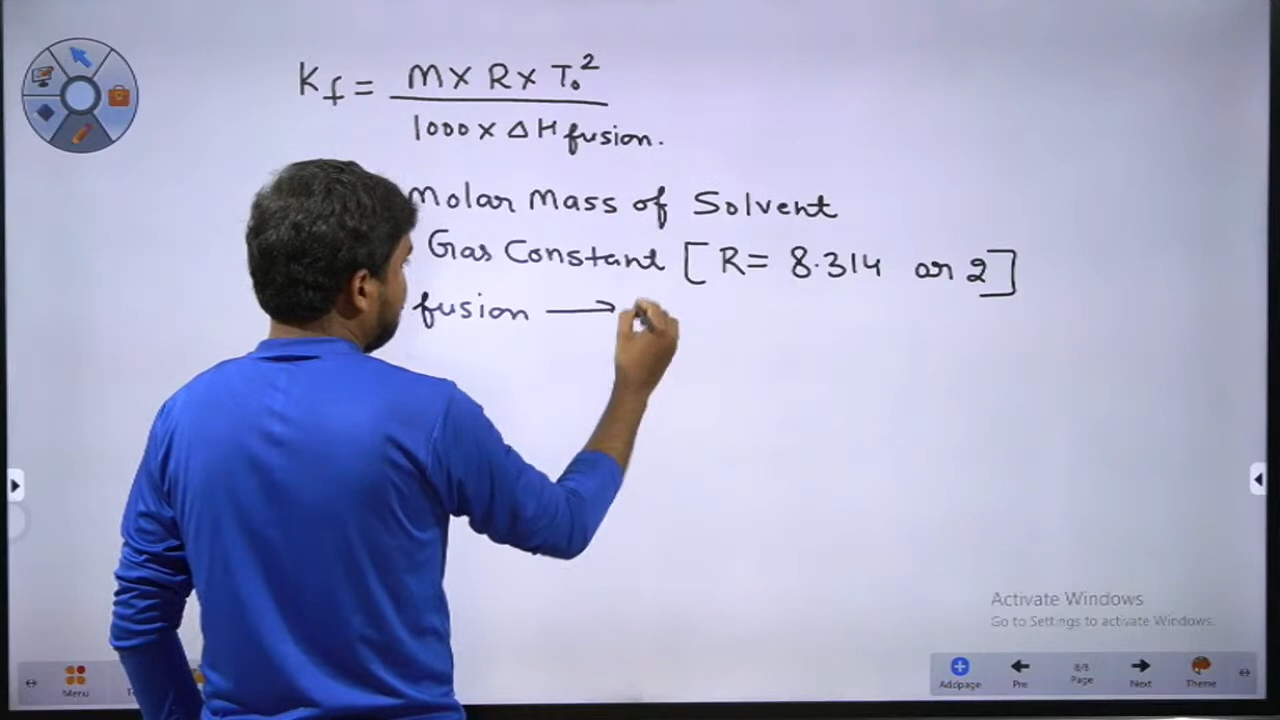 Kf = M x R x T₀²
1000 x ΔH fusion.
Molar Mass of Solvent
Gas Constant [R = 8.314 or 2]
fusion ⟶
Activate Windows
Go to Settings to activate Windows.
Menu
Addpage Pre 8/8 Page Next Theme